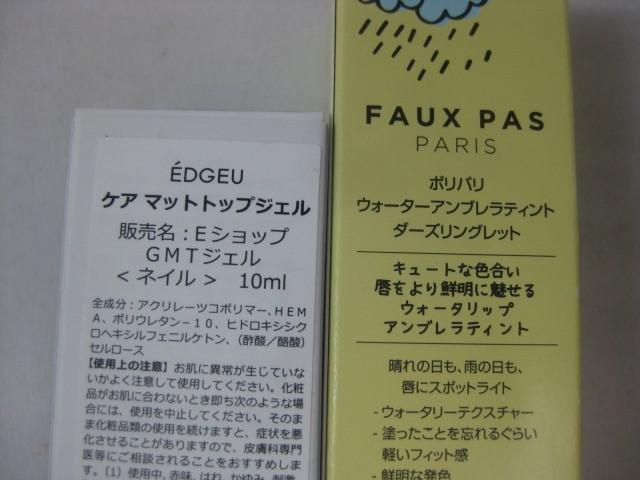 ÉDGEU
ケア マットトップジェル
販売名：Eショップ
GMTジェル
＜ ネイル ＞ 10ml
全成分：アクリレーツコポリマー、HEM
A、ポリウレタン－10、ヒドロキシシク
ロヘキシルフェニルケトン、（酢酸／酪酸）
セルロース
【使用上の注意】お肌に異常が生じていな
いかよく注意して使用してください。化粧
品がお肌に合わないとき即ち次のような場
合には、使用を中止してください。そのま
ま化粧品類の使用を続けますと、症状を悪
化させることがありますので、皮膚科専門
医等にご相談されることをおすすめしま
す。（1）使用中、赤味、はれ、かゆみ、刺激
FAUX PAS
PARIS
ポリパリ
ウォーターアンブレラティント
ダーズリングレット
キュートな色合い
唇をより鮮明に魅せる
ウォータリップ
アンブレラティント
晴れの日も、雨の日も、
唇にスポットライト
- ウォータリーテクスチャー
- 塗ったことを忘れるぐらい
軽いフィット感
- 鮮明な発色